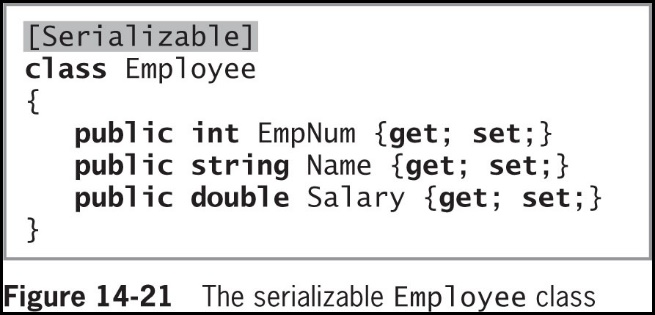 [Serializable]
class Employee
{
public int EmpNum {get; set;}
public string Name {get; set;}
public double Salary {get; set;}
}
Figure 14-21 The serializable Employee class